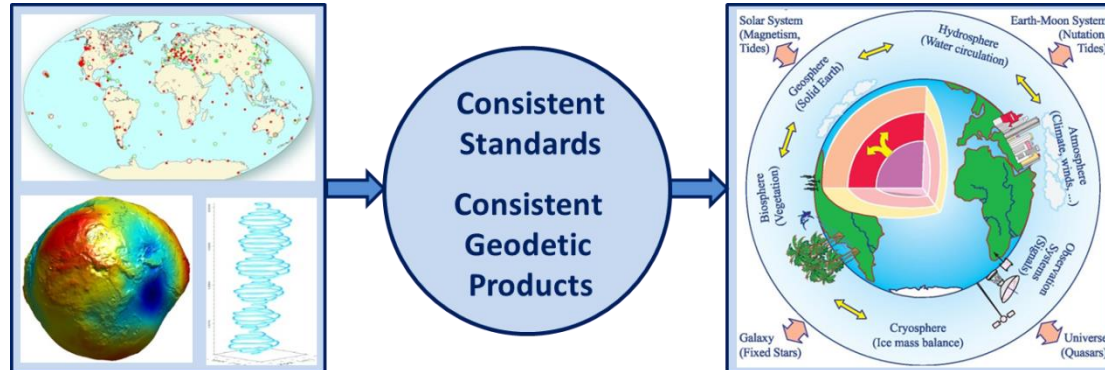 Consistent
Standards
Consistent
Geodetic
Products
Solar System
(Magnetism,
Tides)
Earth-Moon System
(Nutation,
Tides)
Hydrosphere
(Water circulation)
Geosphere
(Solid Earth)
Atmosphere
(Climate, winds, ...)
Biosphere
(Vegetation)
Observation
Systems
(Signals)
Cryosphere
(Ice mass balance)
Galaxy
(Fixed Stars)
Universe
(Quasars)